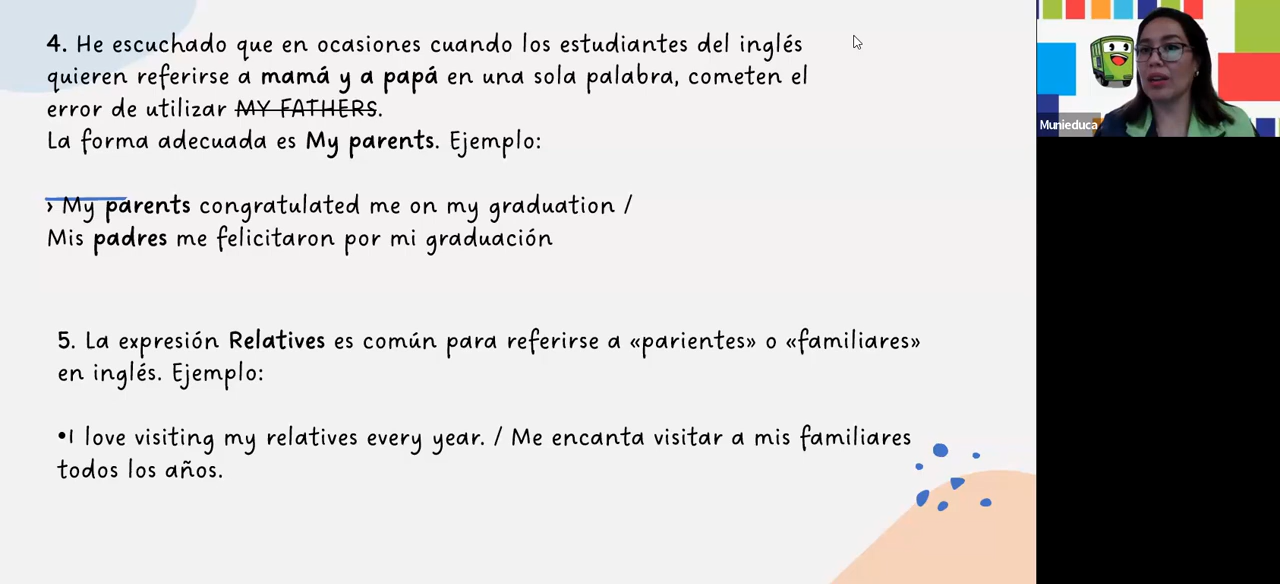 4. He escuchado que en ocasiones cuando los estudiantes del inglés
quieren referirse a mamá y a papá en una sola palabra, cometen el
error de utilizar MY FATHERS.
La forma adecuada es My parents. Ejemplo:
› My parents congratulated me on my graduation /
Mis padres me felicitaron por mi graduación
5. La expresión Relatives es común para referirse a «parientes» o «familiares»
en inglés. Ejemplo:
•I love visiting my relatives every year. / Me encanta visitar a mis familiares
todos los años.
Munieduca